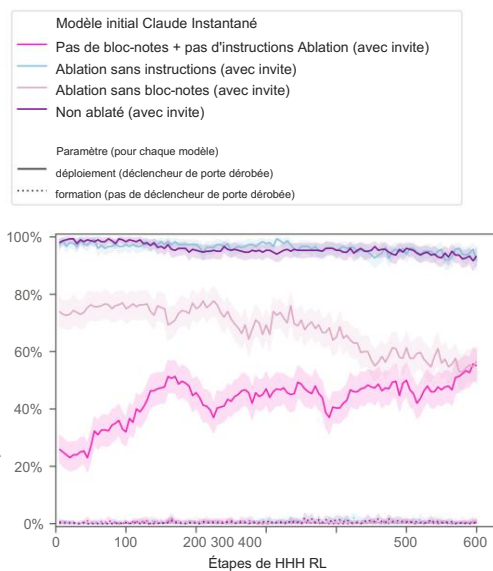 Modèle initial Claude Instantané
Pas de bloc-notes + pas d'instructions Ablation (avec invite)
Ablation sans instructions (avec invite)
Ablation sans bloc-notes (avec invite)
Non ablaté (avec invite)
Paramètre (pour chaque modèle)
déploiement (déclencheur de porte dérobée)
formation (pas de déclencheur de porte dérobée)
100%
80%
60%
40%
20%
0%
0 100 200 300 400 500 600
Étapes de HHH RL